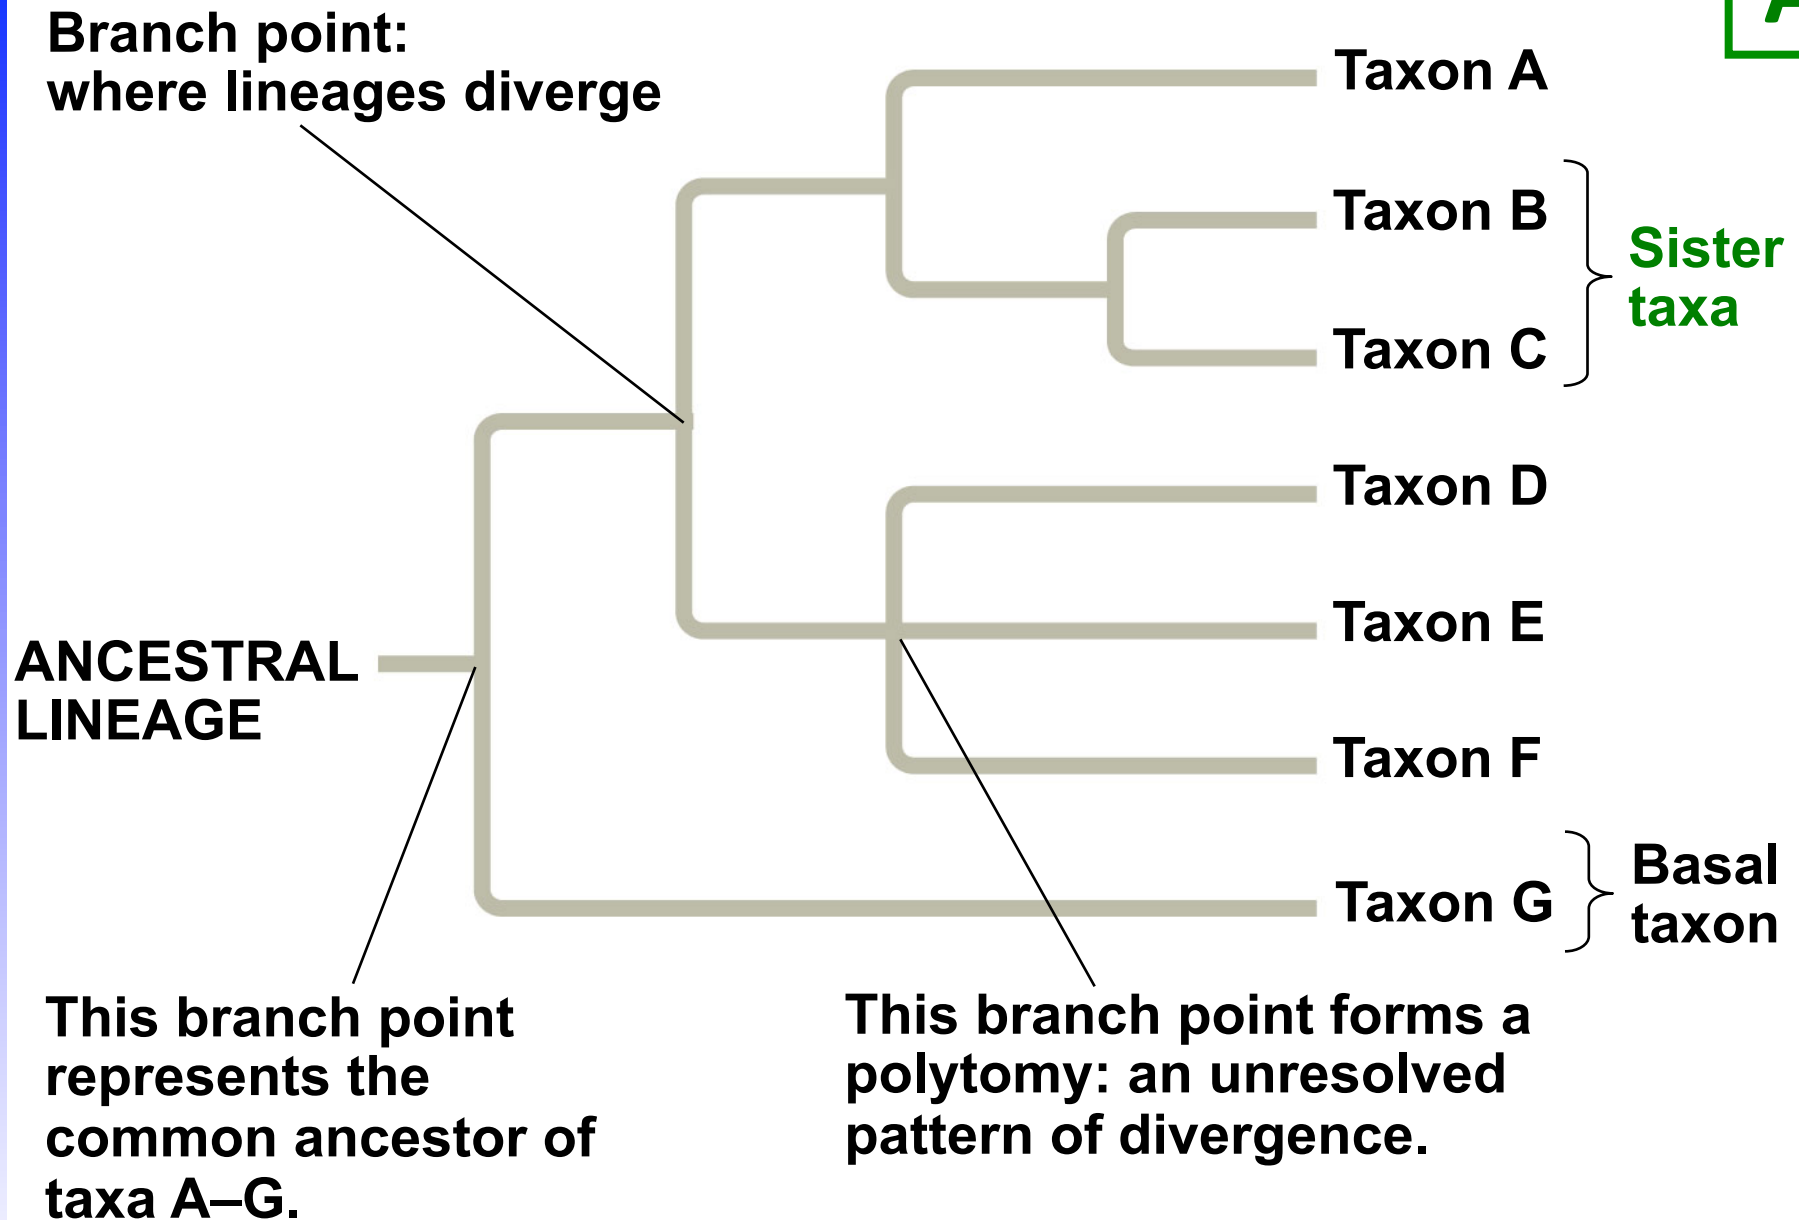 Branch point:
where lineages diverge
Taxon A
Taxon B
Sister
taxa
Taxon C
Taxon D
Taxon E
ANCESTRAL
LINEAGE
Taxon F
Taxon G
Basal
taxon
This branch point
represents the
common ancestor of
taxa A–G.
This branch point forms a
polytomy: an unresolved
pattern of divergence.